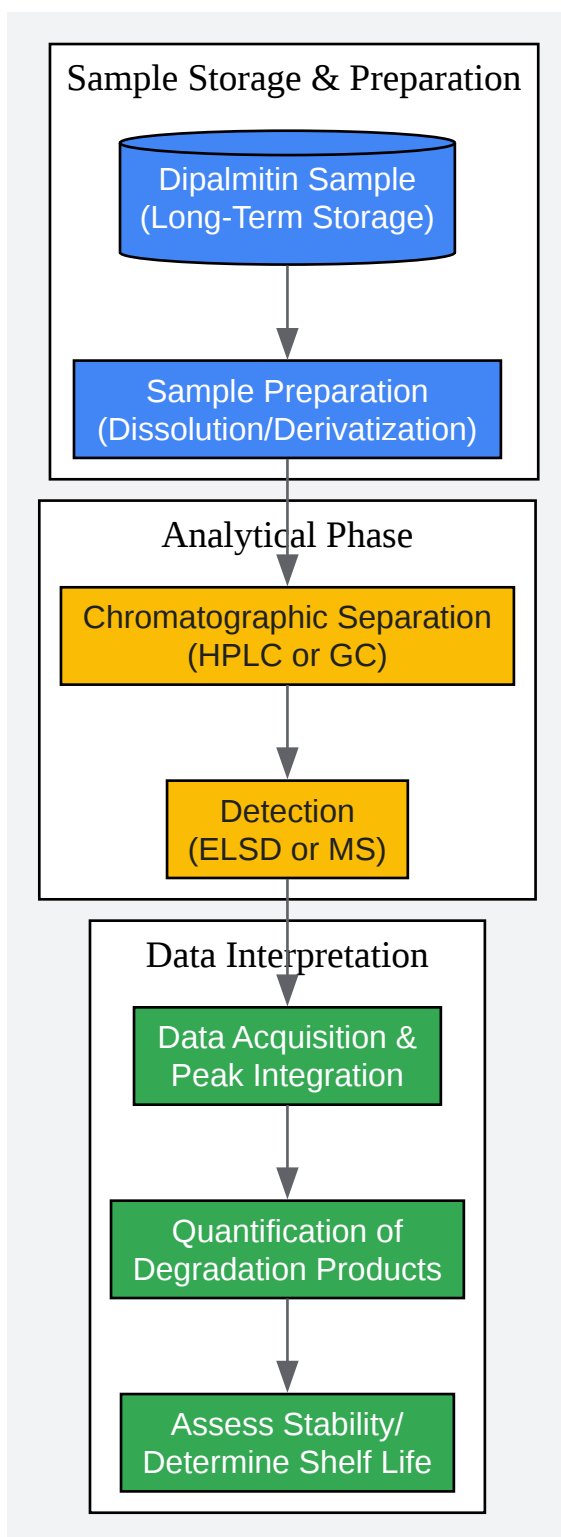 Sample Storage & Preparation
Dipalmitin Sample
(Long-Term Storage)
Sample Preparation
(Dissolution/Derivatization)
Analytical Phase
Chromatographic Separation
(HPLC or GC)
Detection
(ELSD or MS)
Data Interpretation
Data Acquisition &
Peak Integration
Quantification of
Degradation Products
Assess Stability/
Determine Shelf Life